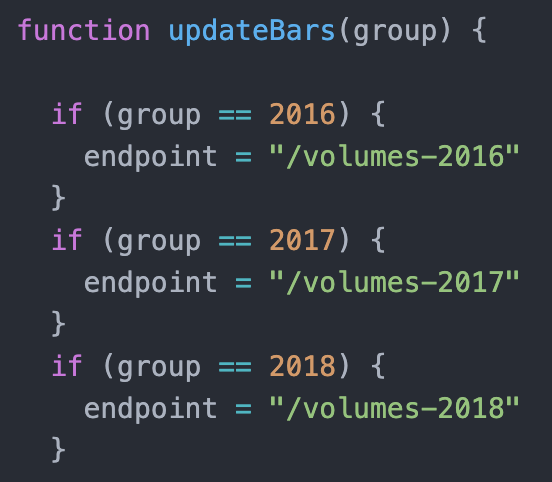 function updateBars(group) {
if (group == 2016) {
endpoint = "/volumes-2016"
}
if (group == 2017) {
endpoint = "/volumes-2017"
}
if (group == 2018) {
endpoint = "/volumes-2018"
}